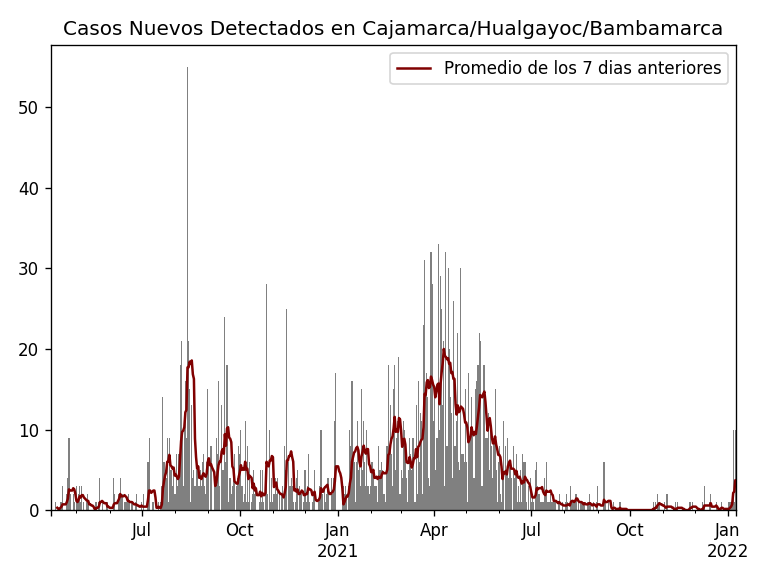 Casos Nuevos Detectados en Cajamarca/Hualgayoc/Bambamarca
Promedio de los 7 dias anteriores
50
40
30
20
10
0
Jul Oct Jan Apr Jul Oct Jan
2021 2022